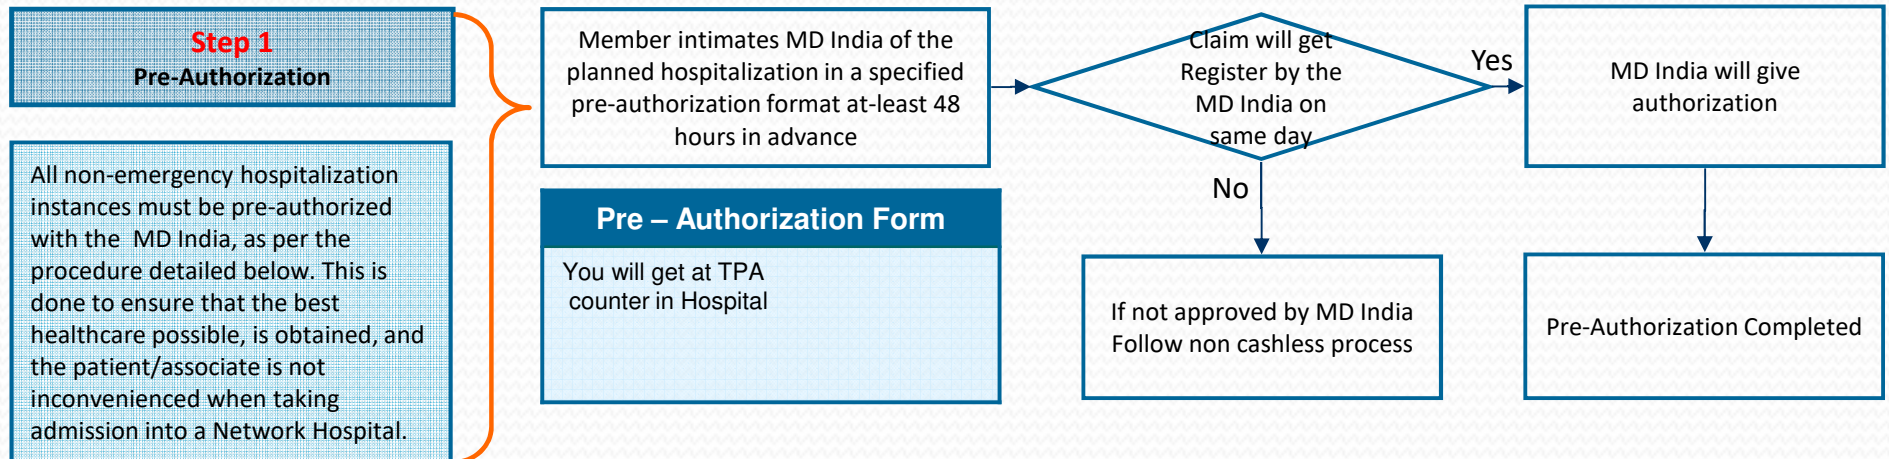 Step 1
Pre-Authorization
All non-emergency hospitalization
instances must be pre-authorized
with the MD India, as per the
procedure detailed below. This is
done to ensure that the best
healthcare possible, is obtained, and
the patient/associate is not
inconvenienced when taking
admission into a Network Hospital.
Member intimates MD India of the
planned hospitalization in a specified
pre-authorization format at-least 48
hours in advance
Pre – Authorization Form
You will get at TPA
counter in Hospital
Claim will get
Register by the
MD India on
same day
Yes
No
MD India will give
authorization
If not approved by MD India
Follow non cashless process
Pre-Authorization Completed